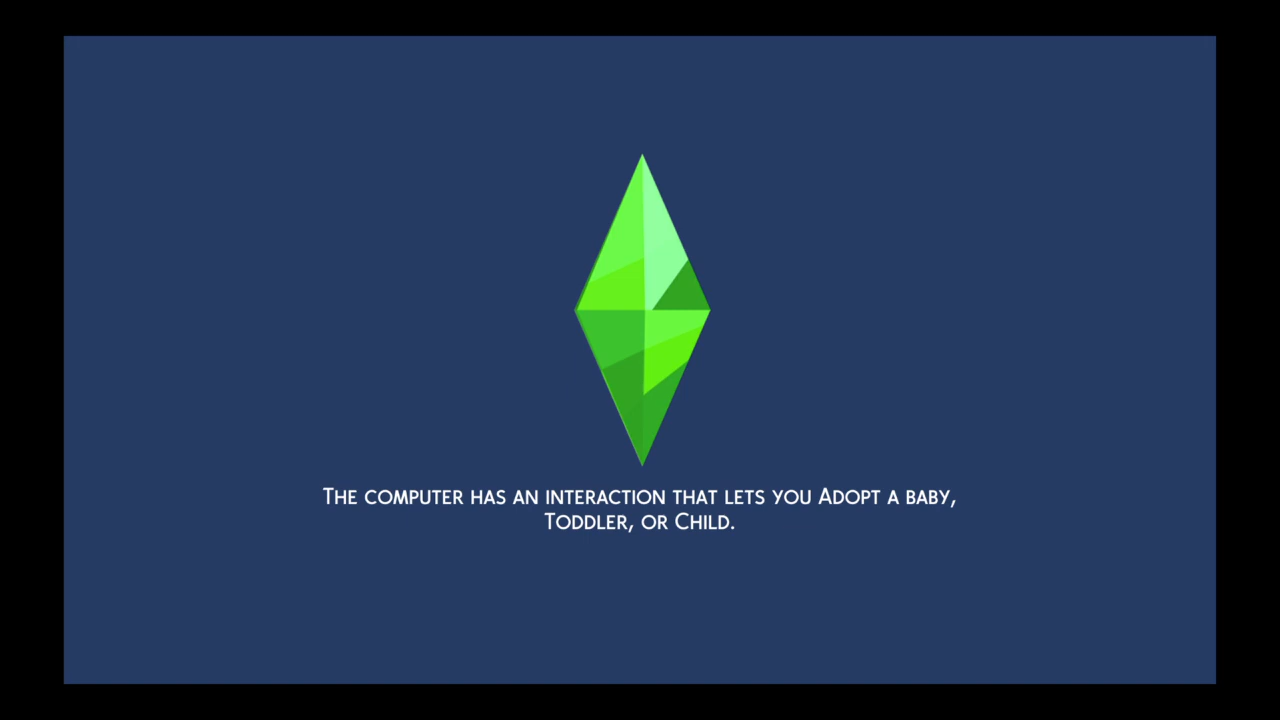 The computer has an interaction that lets you Adopt a baby,
Toddler, or Child.